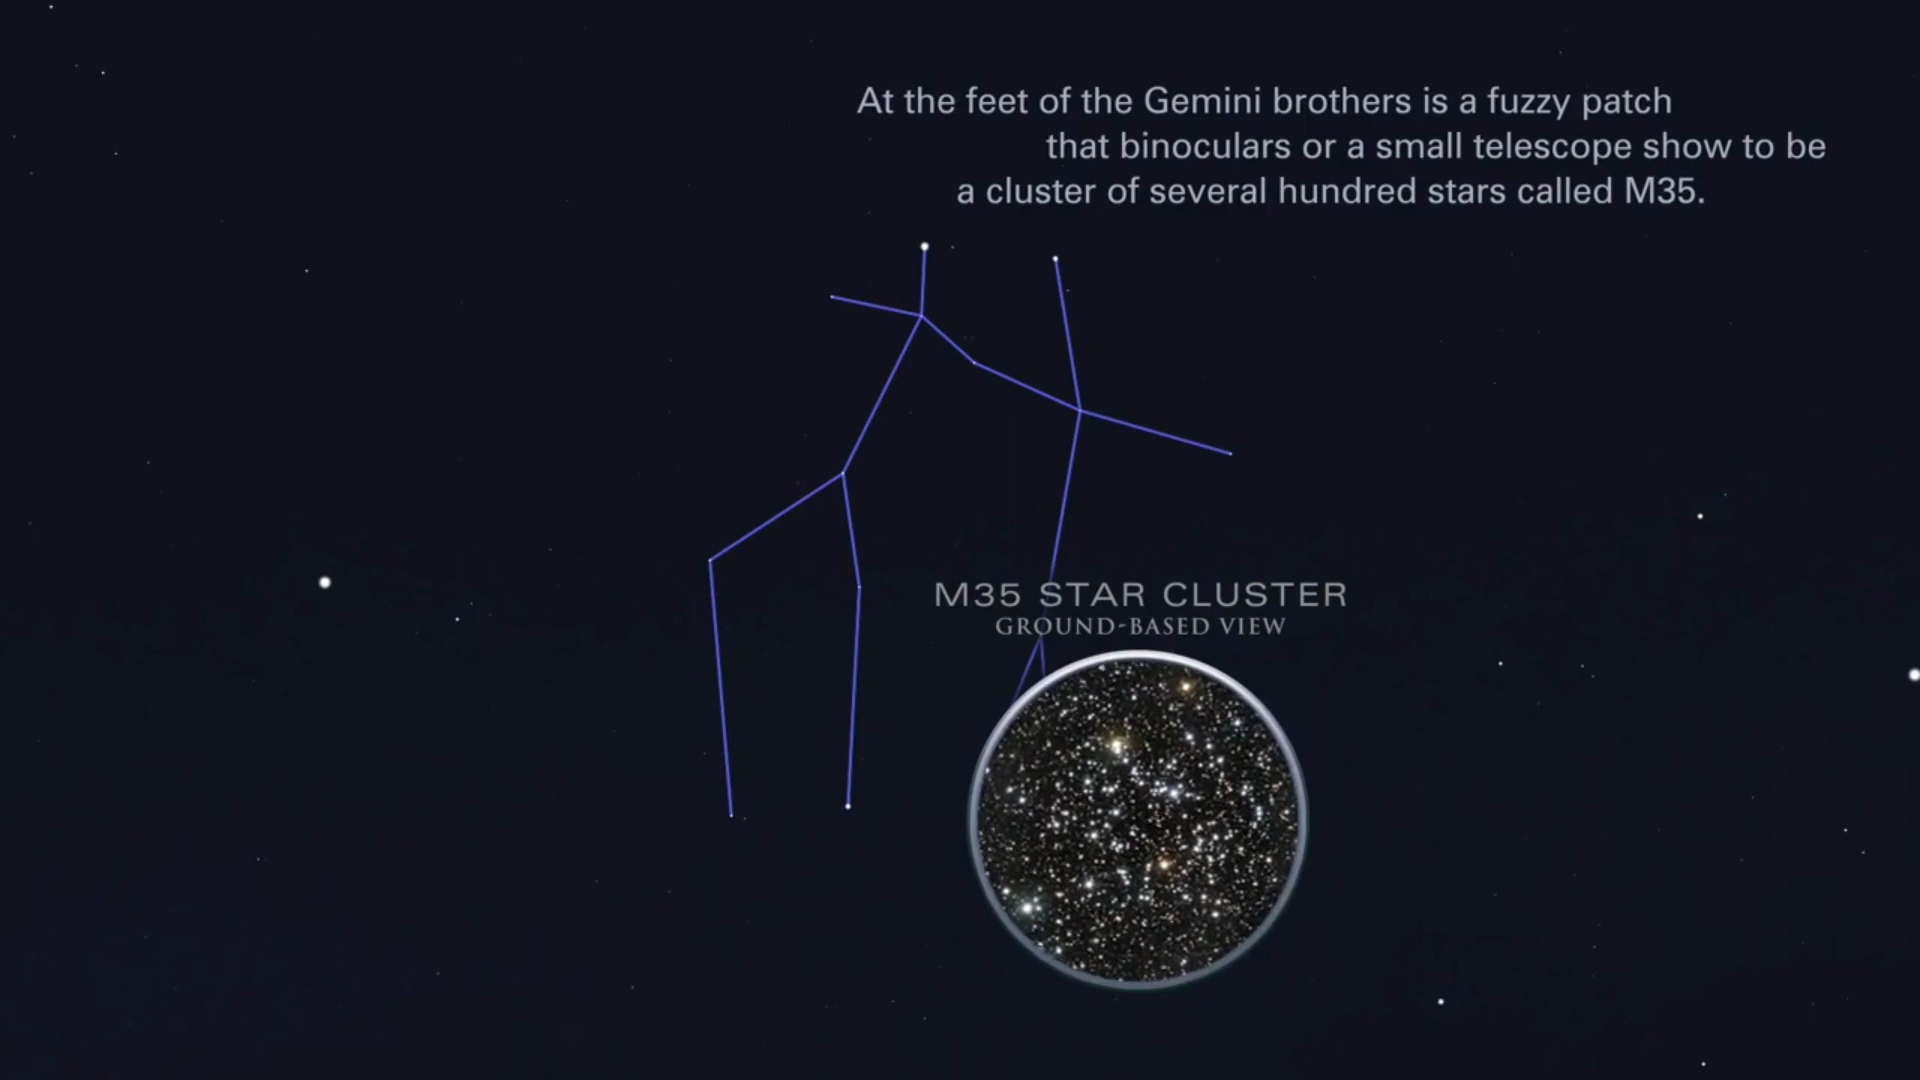 At the feet of the Gemini brothers is a fuzzy patch
that binoculars or a small telescope show to be
a cluster of several hundred stars called M35.
M35 STAR CLUSTER
GROUND-BASED VIEW